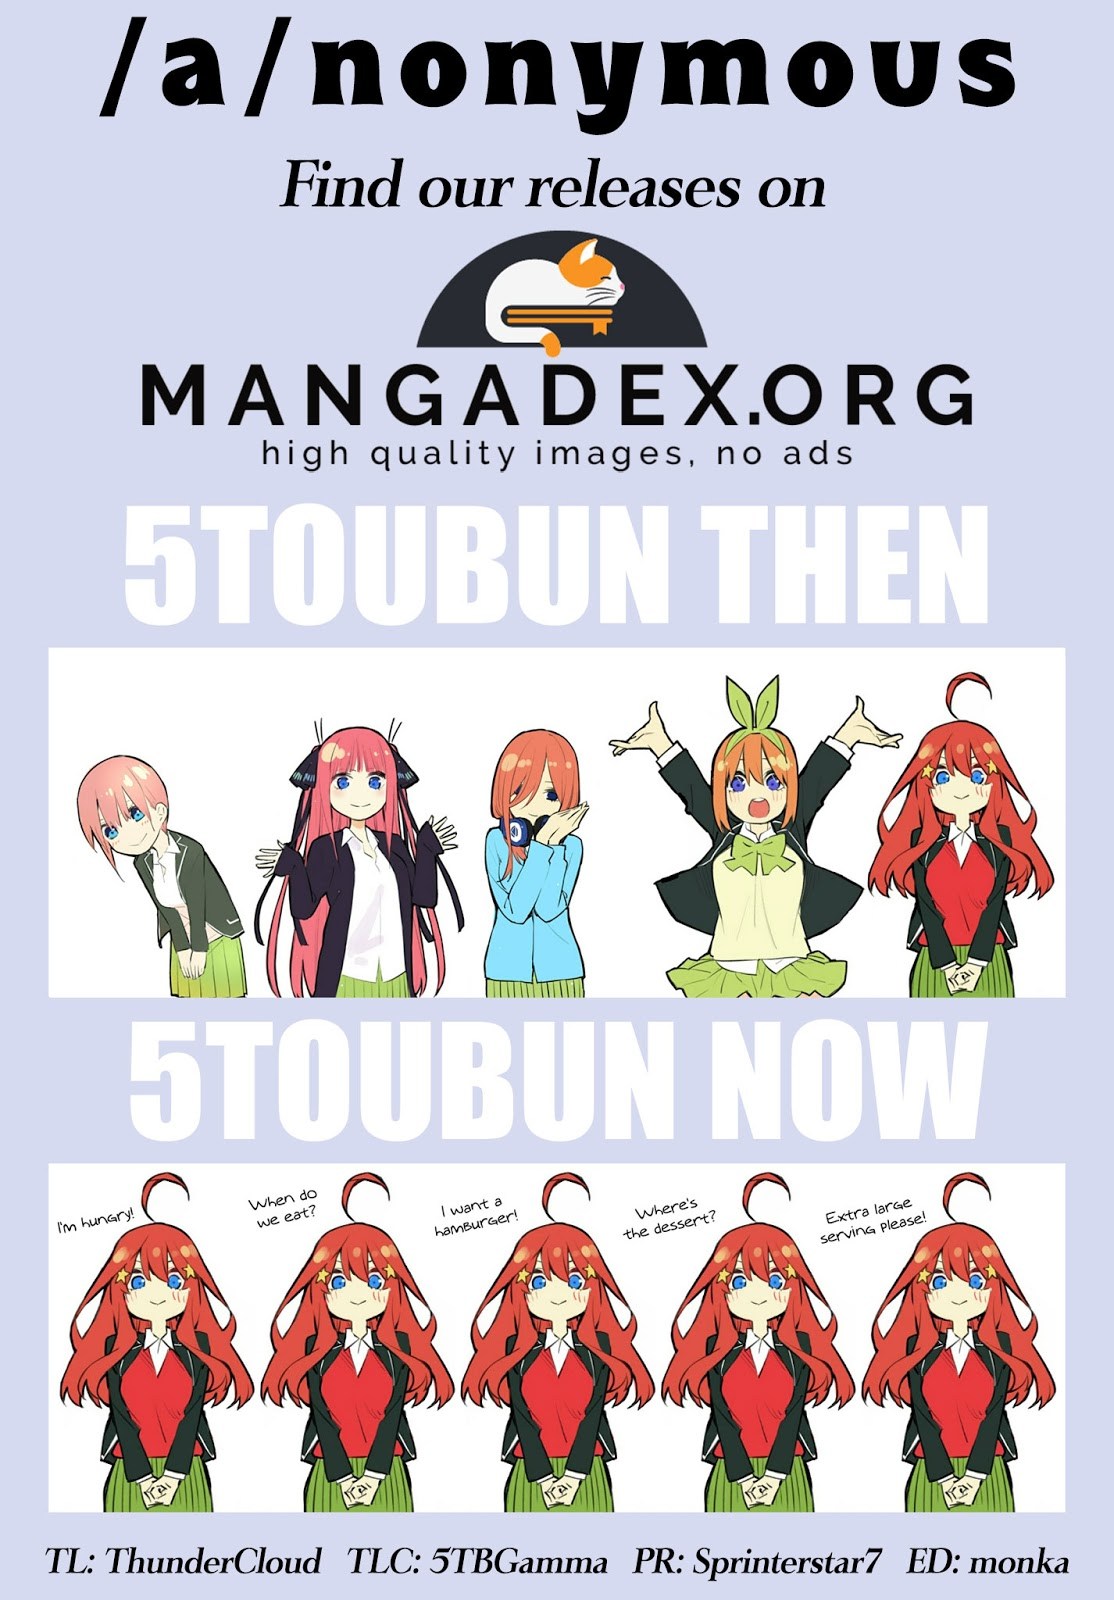 /a/nonymous
Find our releases on
MANGADEX.ORG
high quality images, no ads
5TOUBUN THEN
5TOUBUN NOW
I'm hungry!
When do
we eat?
I want a
hamburger!
Where's
the dessert?
Extra large
serving please!
TL: ThunderCloud TLC: 5TBGamma PR: Sprinterstar7 ED: monka